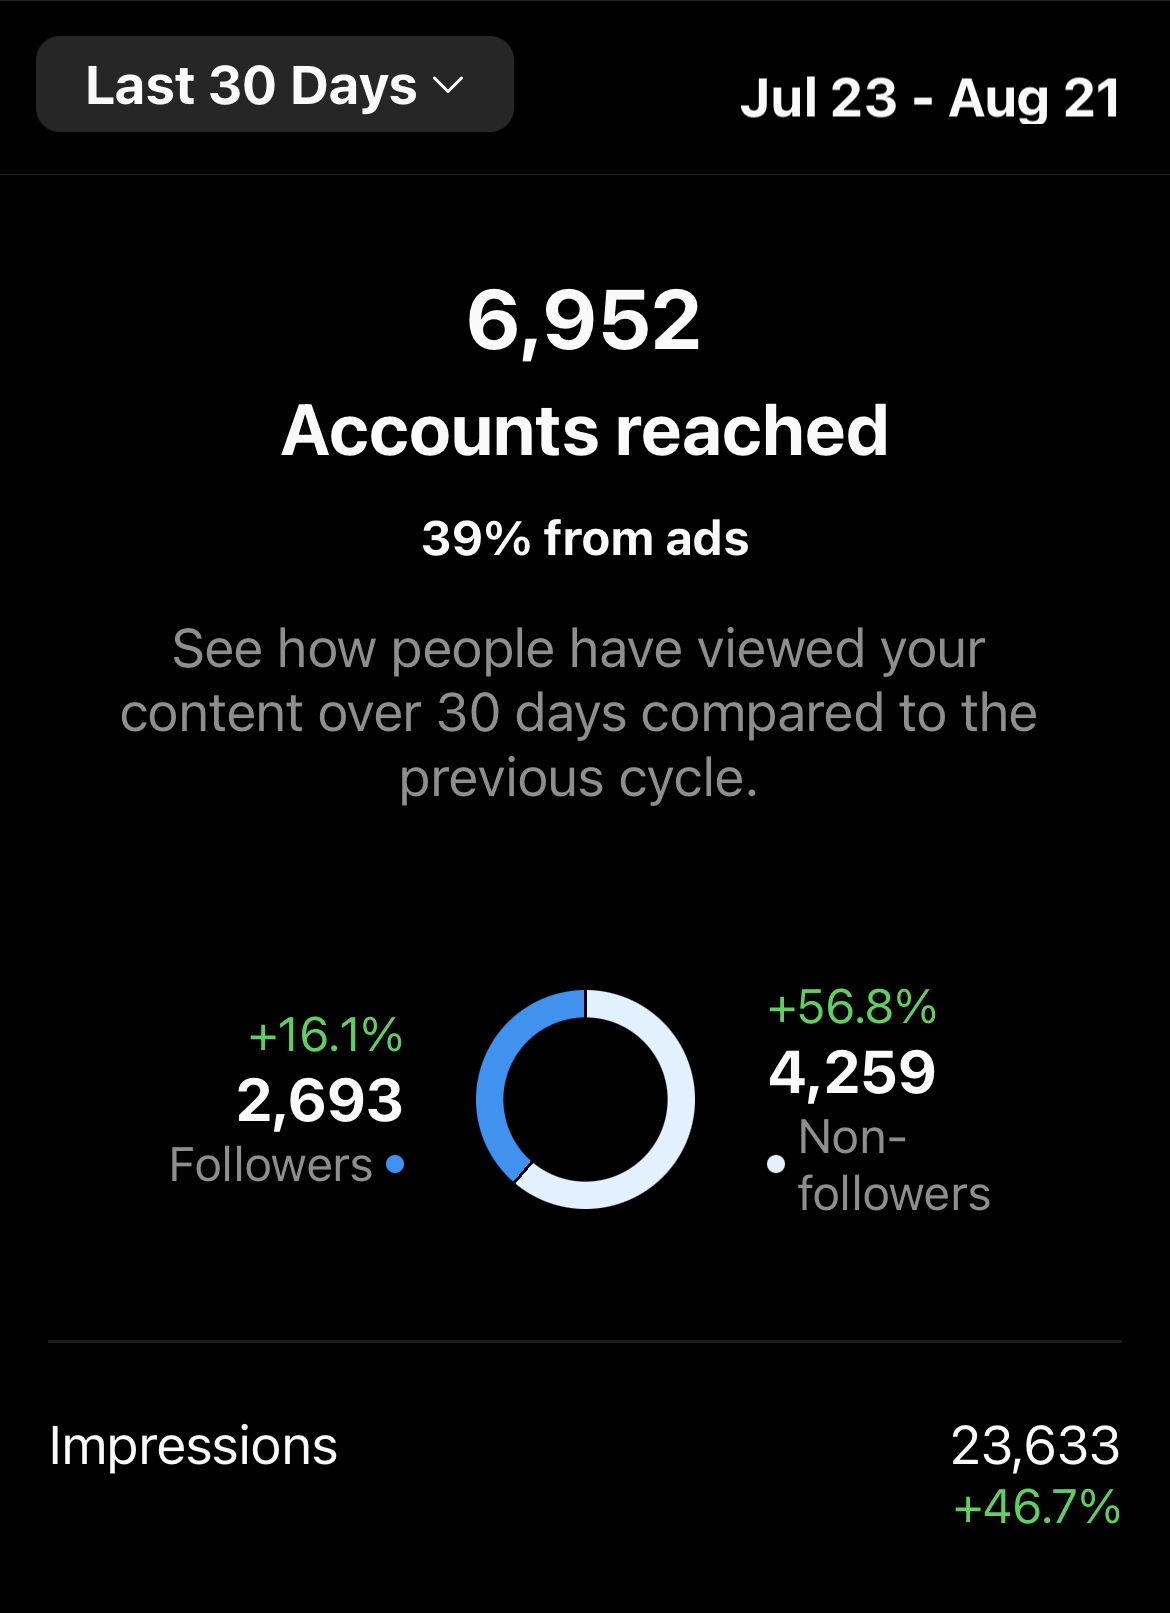 Last 30 Days
Jul 23 - Aug 21
6,952
Accounts reached
39% from ads
See how people have viewed your
content over 30 days compared to the
previous cycle.
+16.1%
2,693
Followers
+56.8%
4,259
Non-
followers
Impressions
23,633
+46.7%